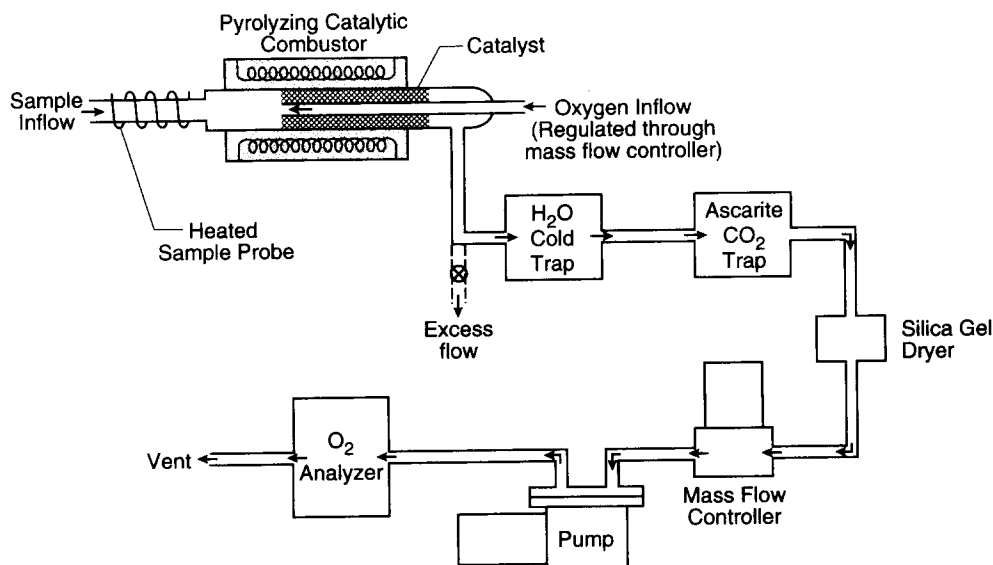 Pyrolyzing Catalytic
Combustor
Catalyst
Sample
Inflow
Oxygen Inflow
(Regulated through
mass flow controller)
Heated
Sample Probe
H₂O
Cold
Trap
Ascarite
CO₂
Trap
Excess
flow
Silica Gel
Dryer
O₂
Analyzer
Vent
Mass Flow
Controller
Pump